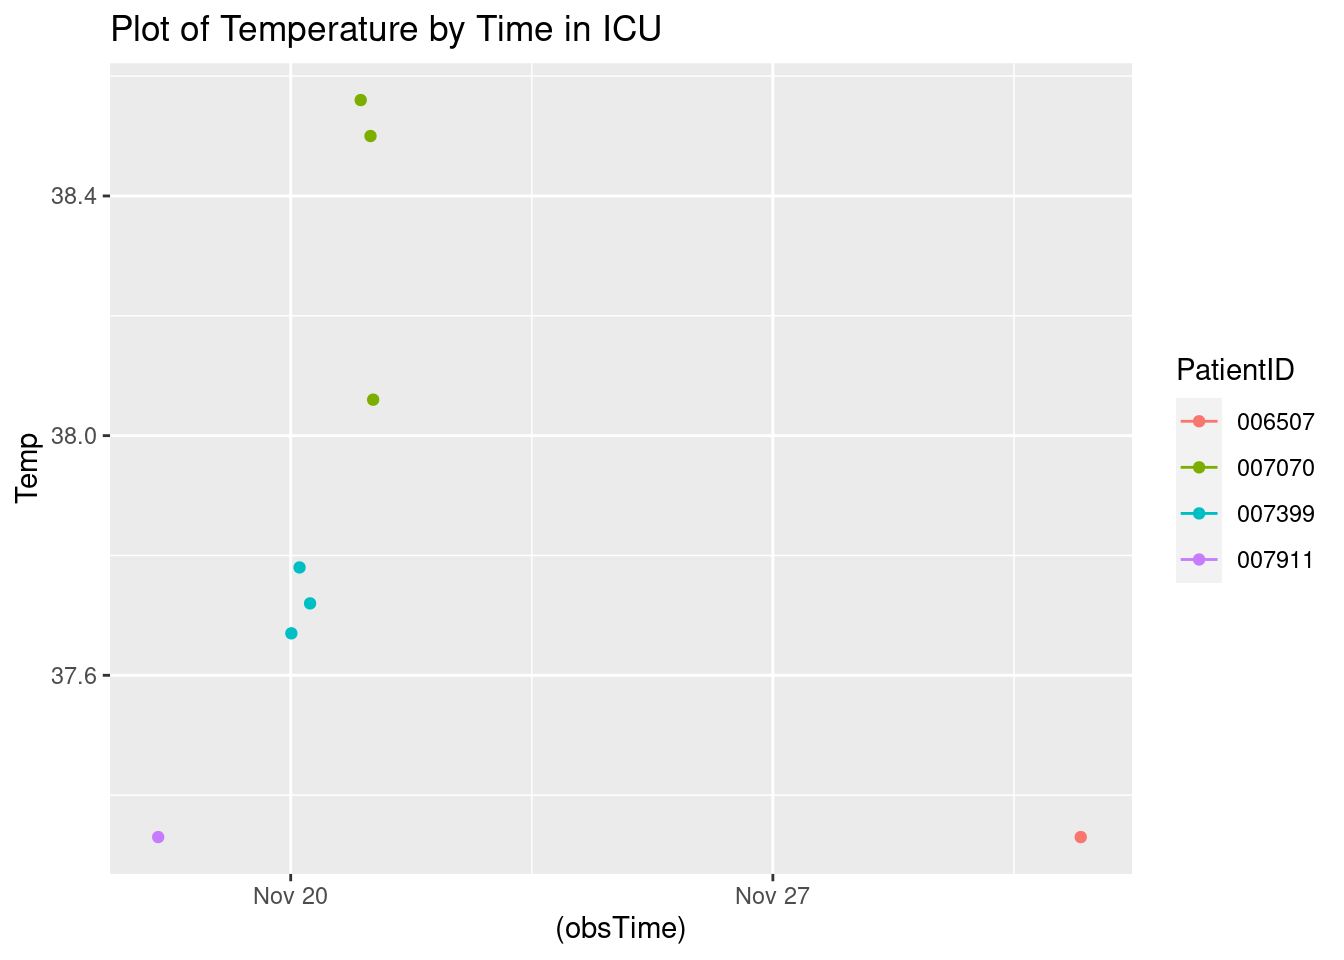 Plot of Temperature by Time in ICU
38.4
38.0
37.6
Temp
Nov 20
Nov 27
(obsTime)
PatientID
006507
007070
007399
007911